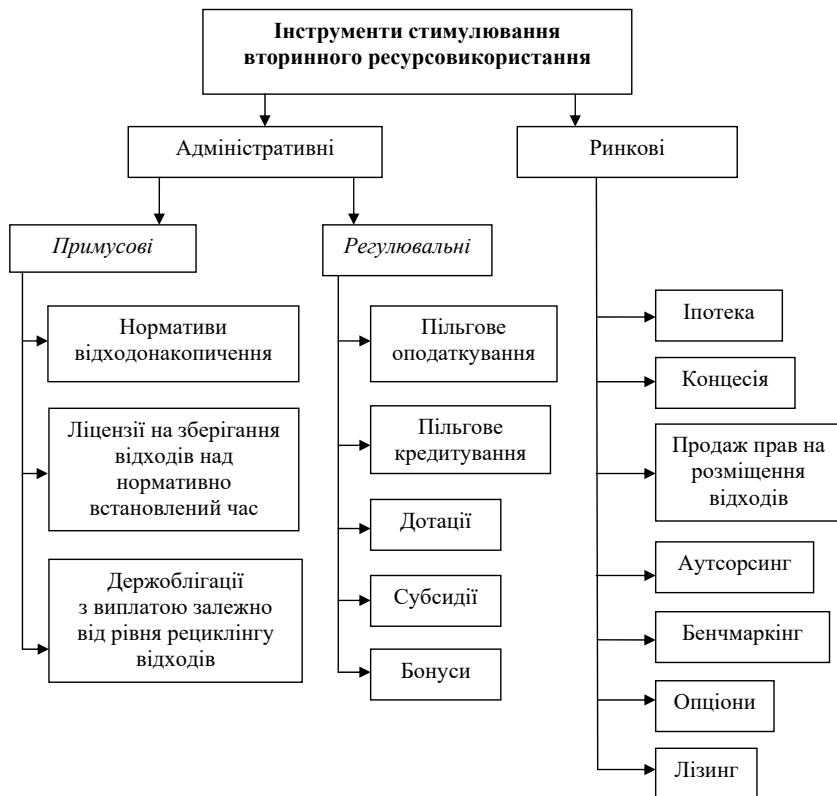 Інструменти стимулювання
вторинного ресурсовикористання
Адміністративні
Ринкові
Примусові
Регулювальні
Нормативи
відходонакопичення
Ліцензії на зберігання
відходів над
нормативно
встановлений час
Держоблігації
з виплатою залежно
від рівня рециклінгу
відходів
Пільгове
оподаткування
Пільгове
кредитування
Дотації
Субсидії
Бонуси
Іпотека
Концесія
Продаж прав на
розміщення
відходів
Аутсорсинг
Бенчмаркінг
Опціони
Лізинг